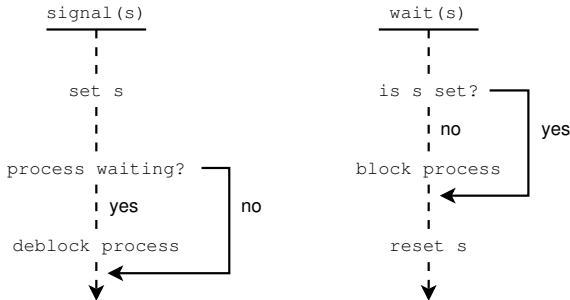 signal(s)
set s
process waiting?
yes
no
deblock process
wait(s)
is s set?
no
yes
block process
reset s